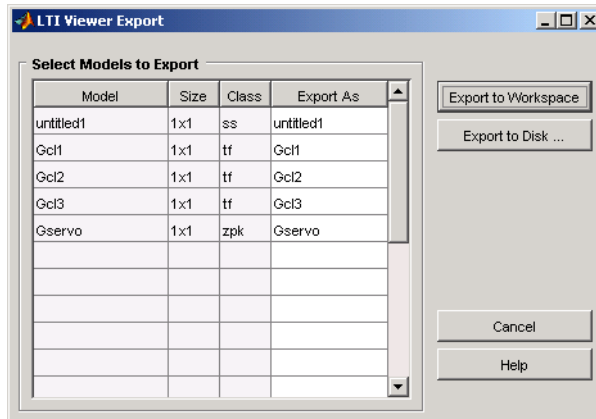 LTI Viewer Export
Select Models to Export
Model Size Class Export As
untitled1 1x1 ss untitled1
Gcl1 1x1 tf Gcl1
Gcl2 1x1 tf Gcl2
Gcl3 1x1 tf Gcl3
Gservo 1x1 zpk Gservo
Export to Workspace
Export to Disk ...
Cancel
Help